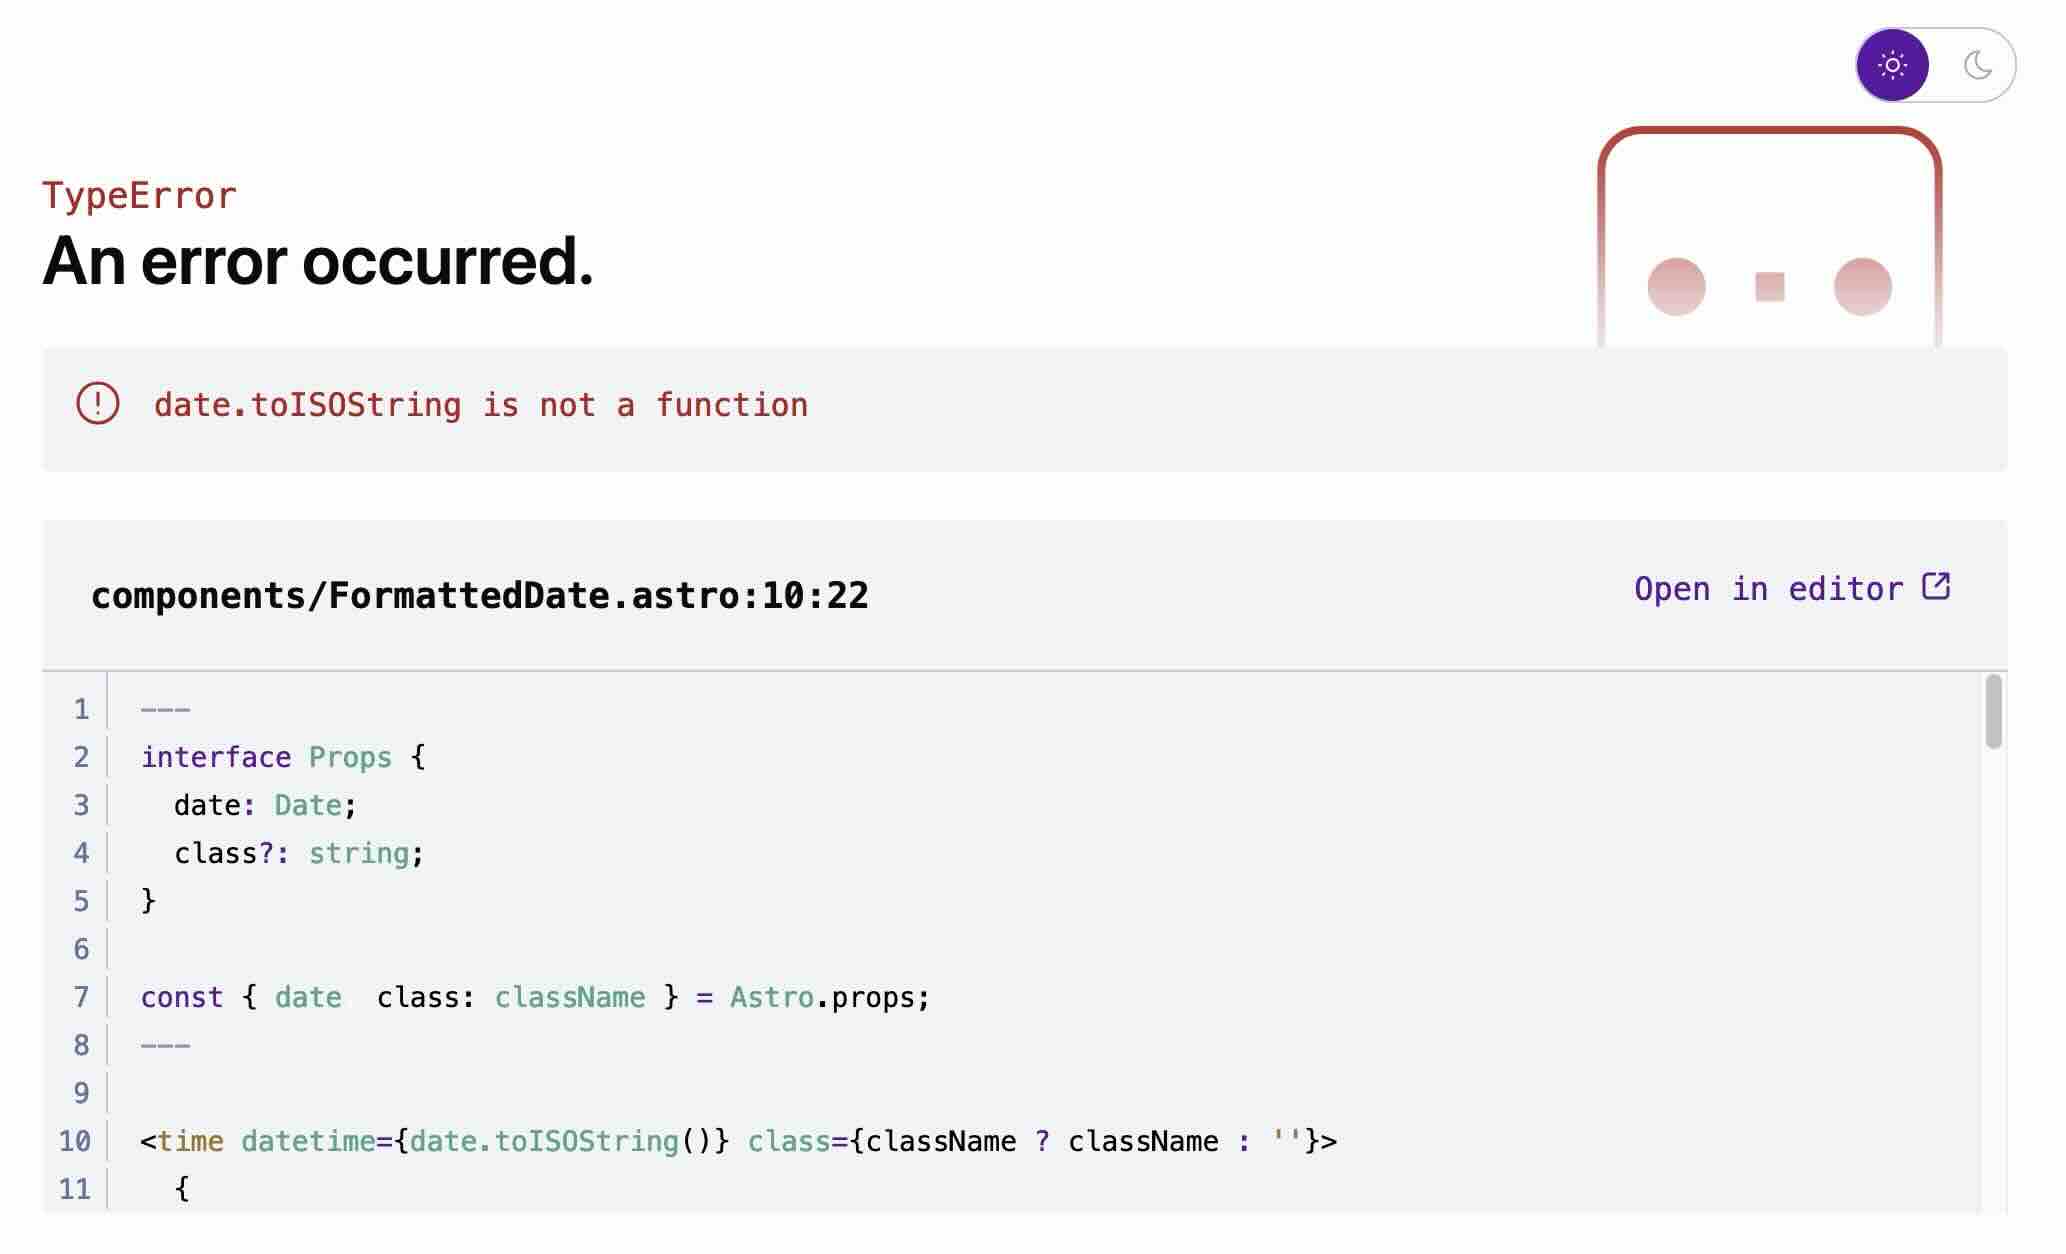 TypeError
An error occurred.
date.toISOString is not a function
components/FormattedDate.astro:10:22
Open in editor
1 ---
2 interface Props {
3   date: Date;
4   class?: string;
5 }
6
7 const { date  class: className } = Astro.props;
8 ---
9
10 <time datetime={date.toISOString()} class={className ? className : ''}>
11   {